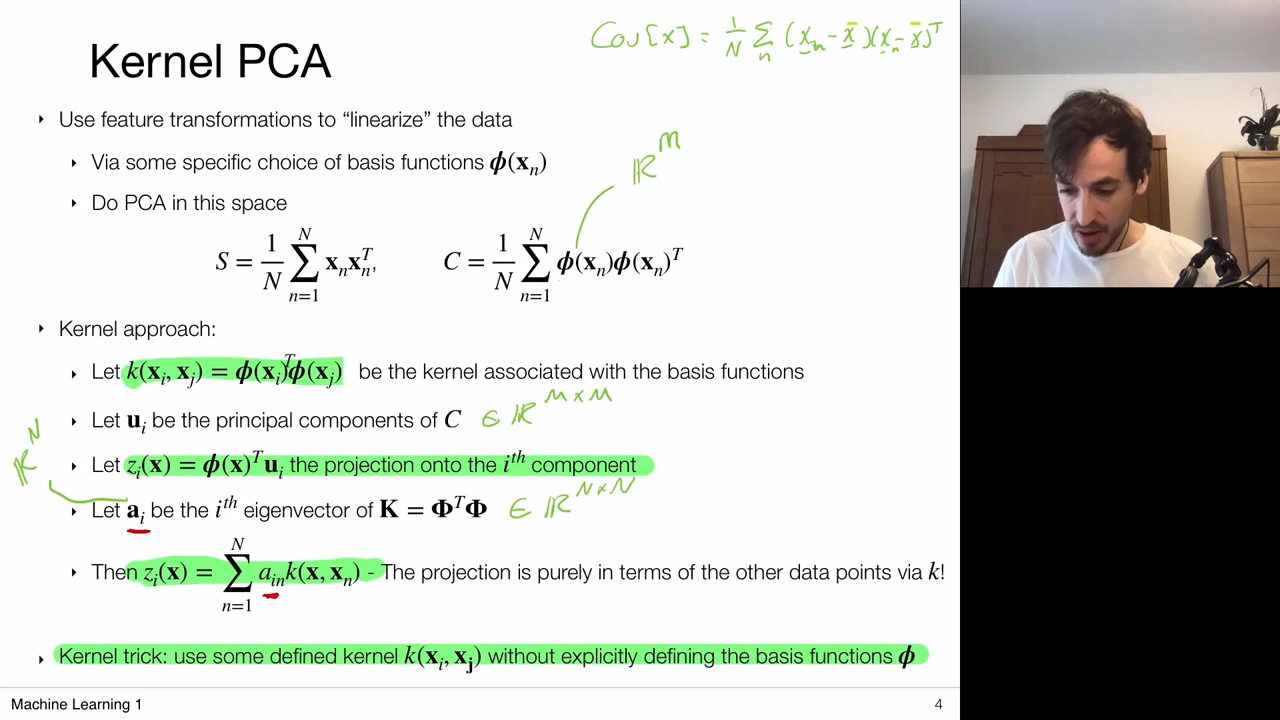 Cov[x] = 1/N Σ_n (x_n - x̄)(x_n - x̄)^T
Kernel PCA
‣ Use feature transformations to “linearize” the data
‣ Via some specific choice of basis functions ϕ(x_n)
ℝ^M
‣ Do PCA in this space
S = 1/N ∑_{n=1}^{N} x_n x_n^T, C = 1/N ∑_{n=1}^{N} ϕ(x_n)ϕ(x_n)^T
‣ Kernel approach:
‣ Let k(x_i, x_j) = ϕ(x_i)^T ϕ(x_j) be the kernel associated with the basis functions
‣ Let u_i be the principal components of C ∈ ℝ^{M×M}
ℝ^N
‣ Let z_i(x) = ϕ(x)^T u_i the projection onto the i^{th} component
‣ Let a_i be the i^{th} eigenvector of K = Φ^T Φ ∈ ℝ^{N×N}
‣ Then z_i(x) = ∑_{n=1}^{N} a_{in} k(x, x_n) - The projection is purely in terms of the other data points via k!
‣ Kernel trick: use some defined kernel k(x_i, x_j) without explicitly defining the basis functions ϕ
Machine Learning 1
4